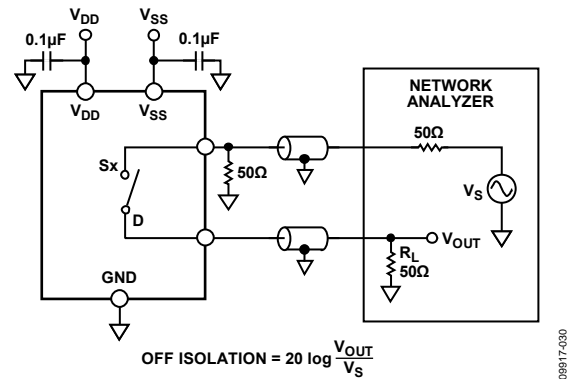 VDD
VSS
0.1µF
0.1µF
VDD
VSS
NETWORK
ANALYZER
50Ω
Sx
50Ω
VS
D
VOUT
RL
50Ω
GND
OFF ISOLATION = 20 log VOUT
VS
09917-030